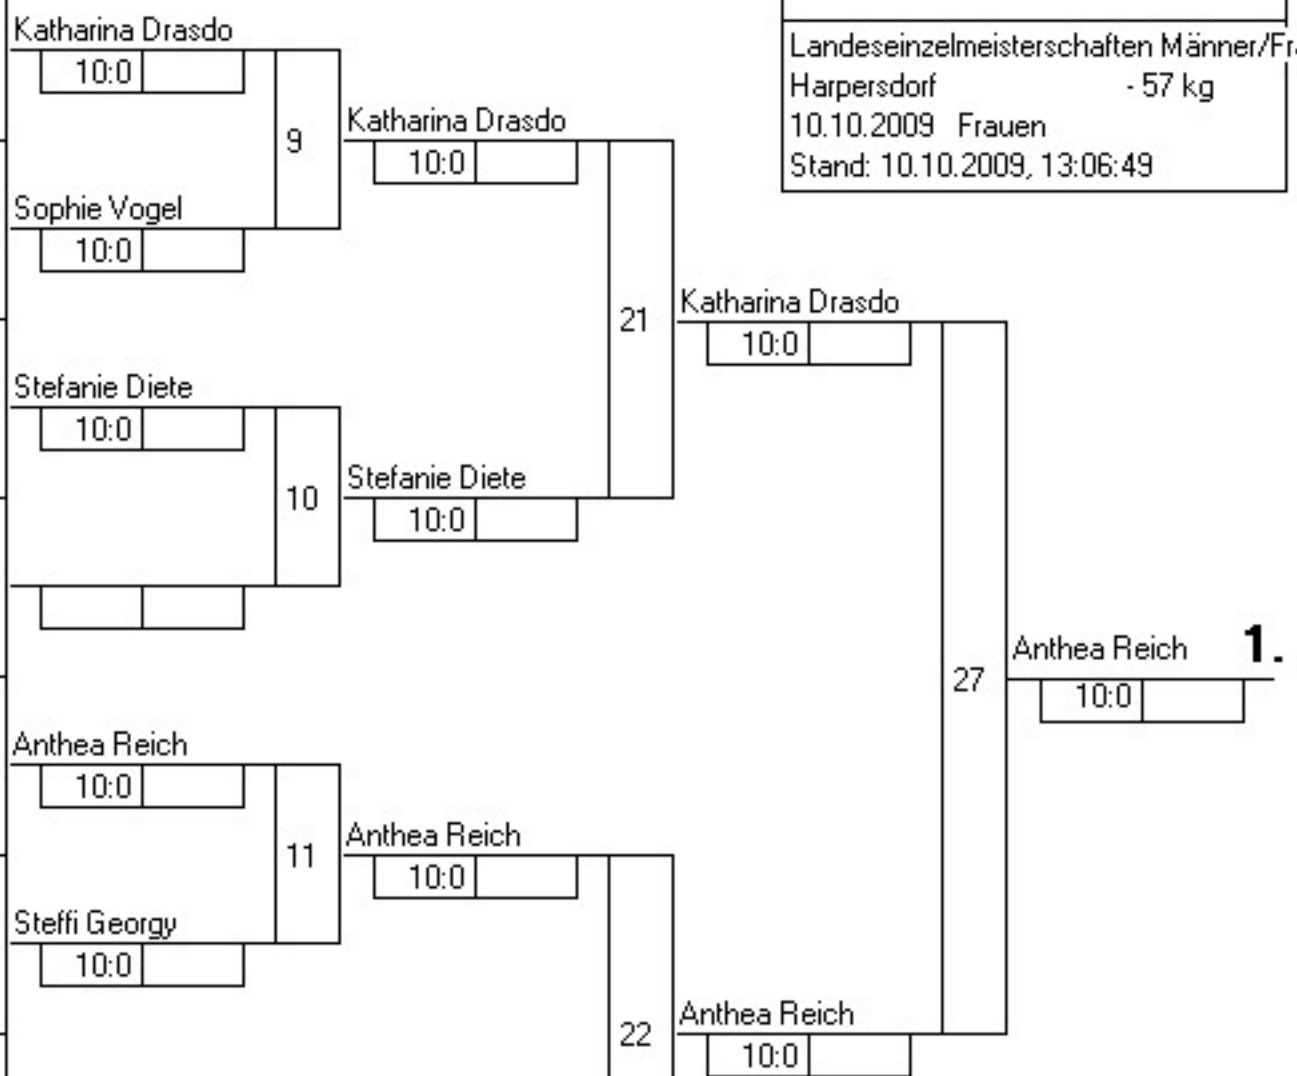 Katharina Drasdo
10:0
9
Sophie Vogel
10:0
Stefanie Diete
10:0
10
Anthea Reich
10:0
11
Steffi Georgy
10:0
Katharina Drasdo
10:0
21
Stefanie Diete
10:0
Anthea Reich
10:0
22
Katharina Drasdo
10:0
27
Anthea Reich
10:0
Anthea Reich 1.
10:0
Landeseinzelmeisterschaften Männer/Fr
Harpersdorf - 57 kg
10.10.2009 Frauen
Stand: 10.10.2009, 13:06:49